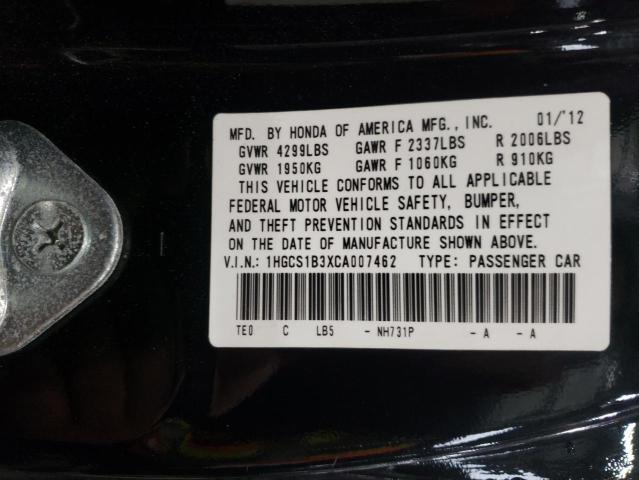 MFD. BY HONDA OF AMERICA MFG., INC. 01/'12
GVWR 4299LBS GAWR F 2337LBS R 2006LBS
GVWR 1950KG GAWR F 1060KG R 910KG
THIS VEHICLE CONFORMS TO ALL APPLICABLE
FEDERAL MOTOR VEHICLE SAFETY, BUMPER,
AND THEFT PREVENTION STANDARDS IN EFFECT
ON THE DATE OF MANUFACTURE SHOWN ABOVE.
V.I.N.: 1HGCS1B3XCA007462 TYPE: PASSENGER CAR
TE0 C LB5 - NH731P - A - A